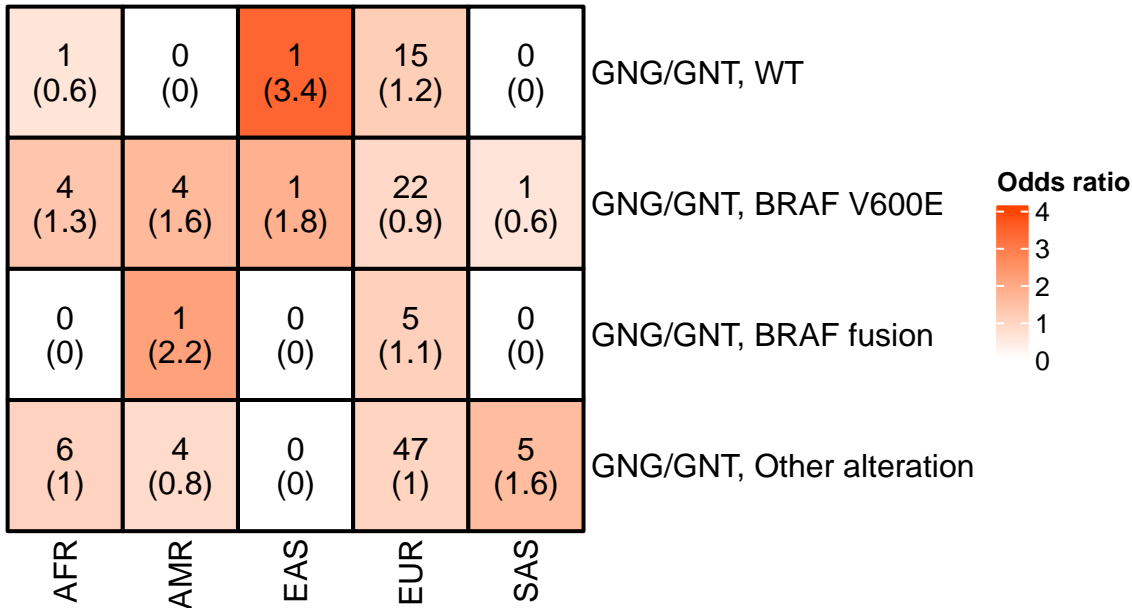 1 0 1 15 0
(0.6) (0) (3.4) (1.2) (0)
GNG/GNT, WT
4 4 1 22 1
(1.3) (1.6) (1.8) (0.9) (0.6)
GNG/GNT, BRAF V600E
0 1 0 5 0
(0) (2.2) (0) (1.1) (0)
GNG/GNT, BRAF fusion
6 4 0 47 5
(1) (0.8) (0) (1) (1.6)
GNG/GNT, Other alteration
AFR AMR EAS EUR SAS
Odds ratio
4
3
2
1
0